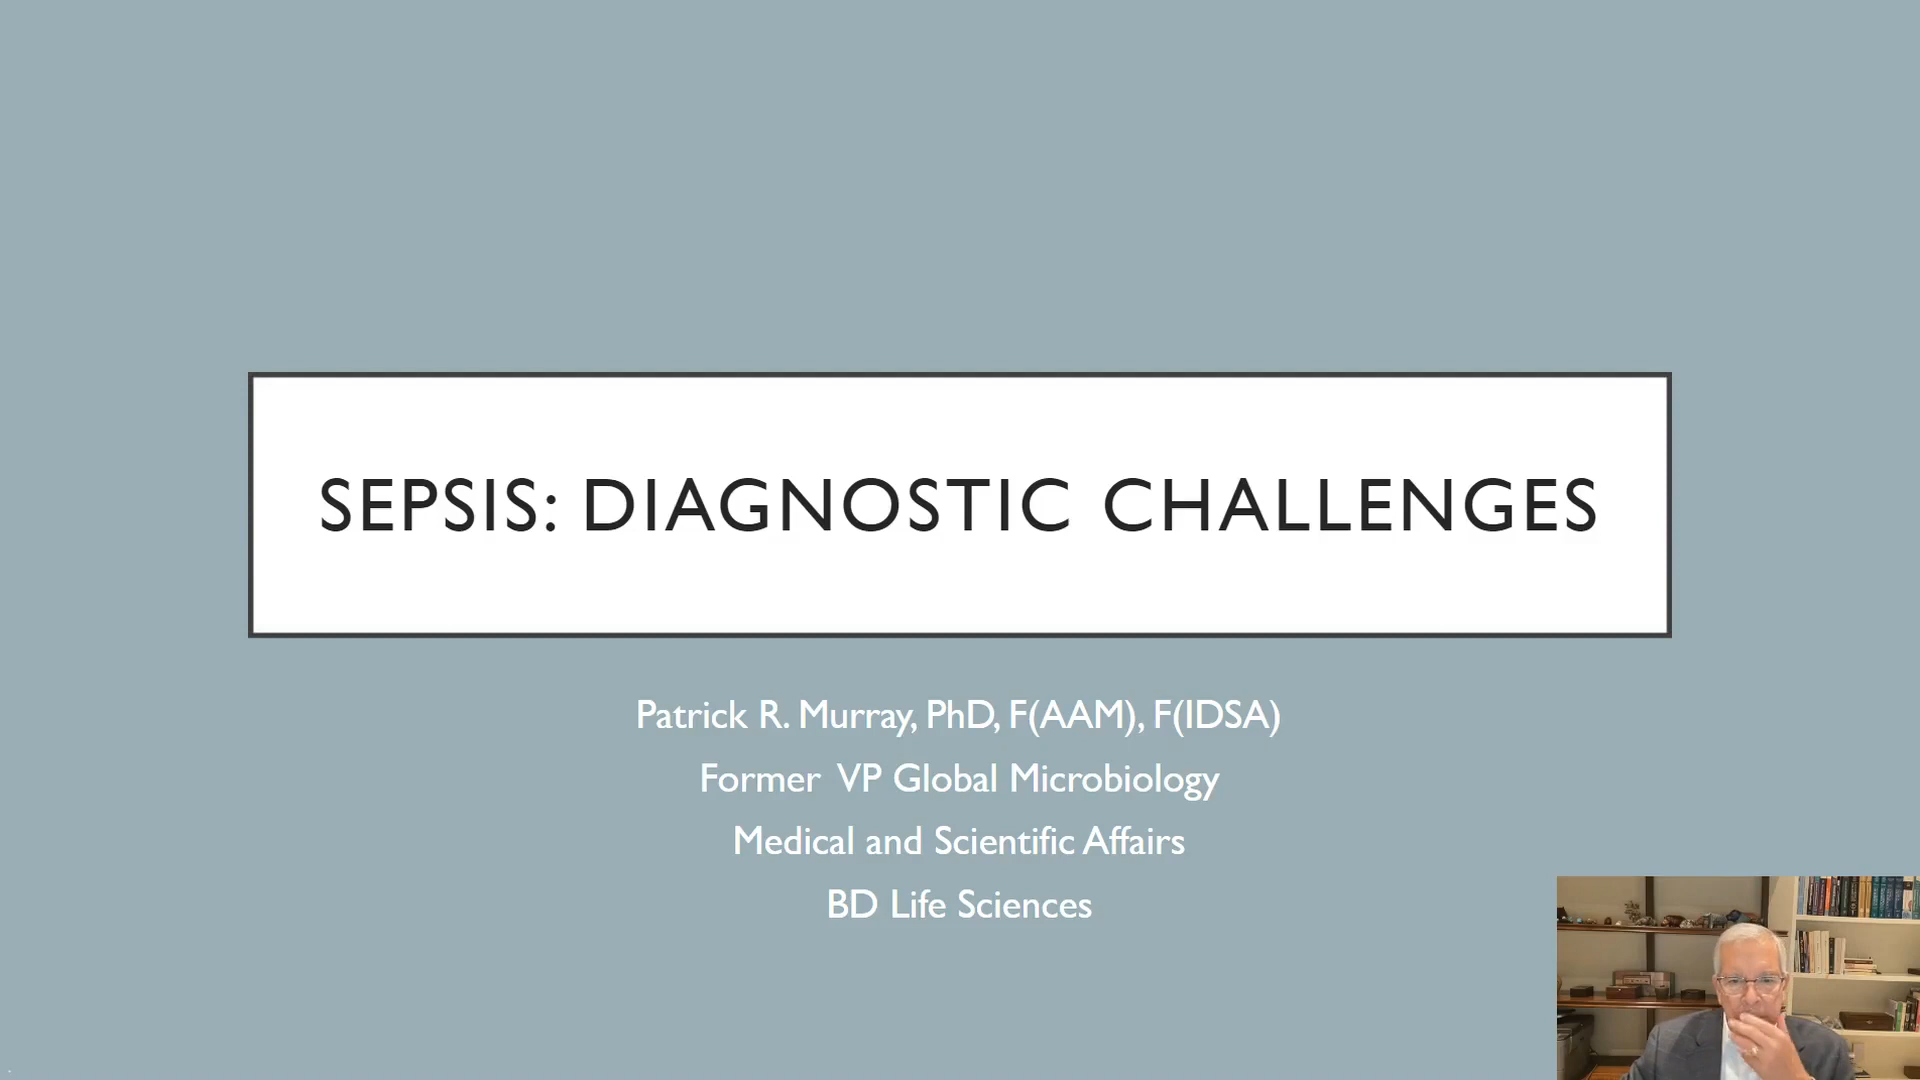 SEPSIS: DIAGNOSTIC CHALLENGES
Patrick R. Murray, PhD, F(AAM), F(IDSA)
Former VP Global Microbiology
Medical and Scientific Affairs
BD Life Sciences